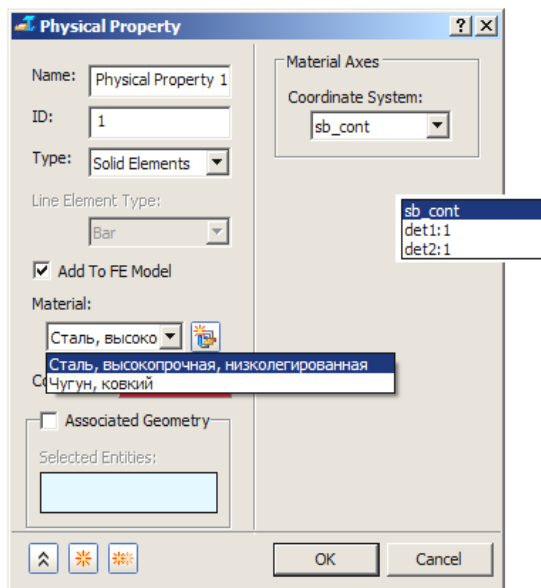 Physical Property
Name: Physical Property 1
ID: 1
Type: Solid Elements
Line Element Type:
Bar
Add To FE Model
Material:
Сталь, высоко
Сталь, высокопрочная, низколегированная
Чугун, ковкий
Associated Geometry
Selected Entities:
Material Axes
Coordinate System:
sb_cont
sb_cont
det1:1
det2:1
OK
Cancel